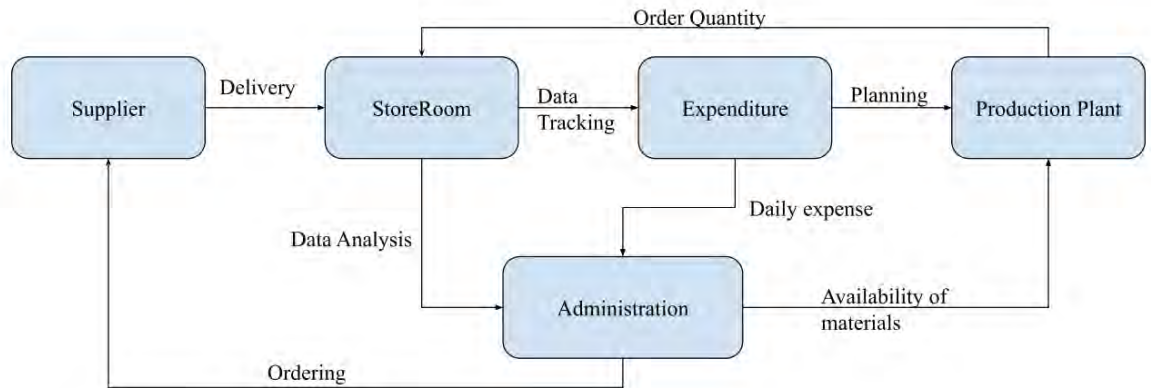 Order Quantity
Supplier
Delivery
StoreRoom
Data
Tracking
Expenditure
Planning
Production Plant
Data Analysis
Daily expense
Administration
Availability of
materials
Ordering